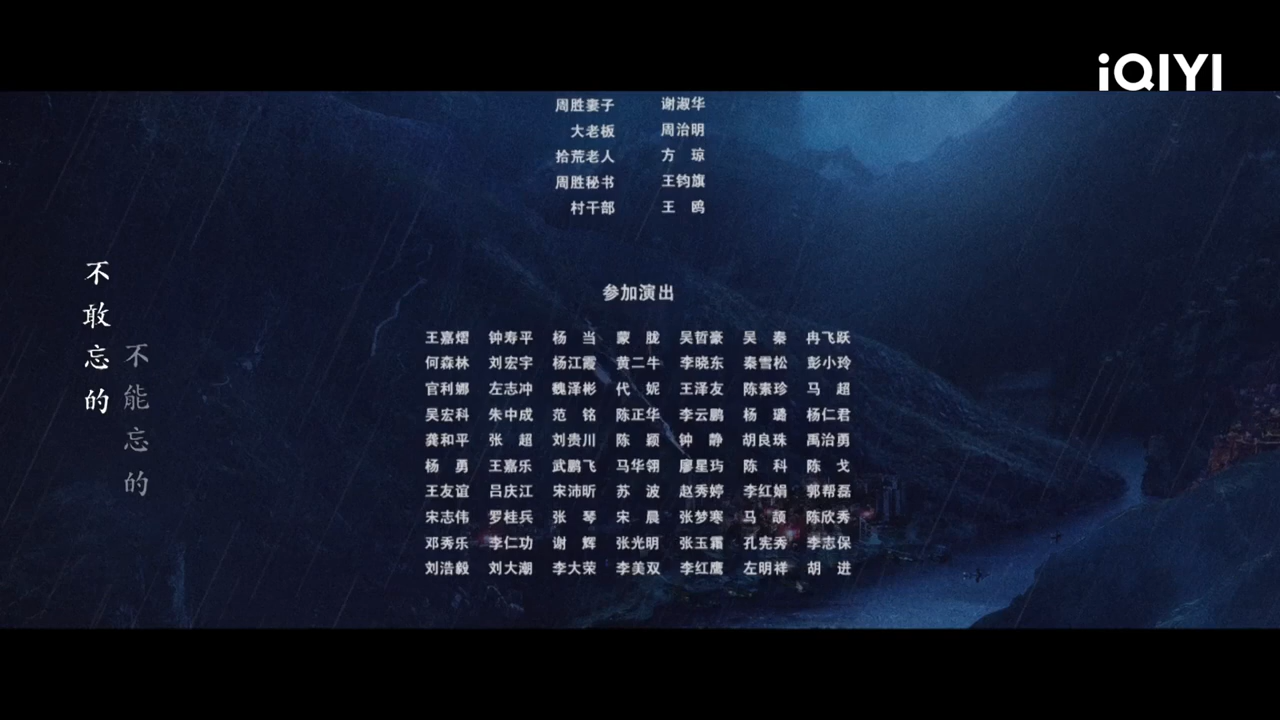 iQIYI
周胜妻子 谢淑华
大老板 周治明
拾荒老人 方 琼
周胜秘书 王钧旗
村干部 王 鸥
不敢忘的
不能忘的
参加演出
王嘉熠 钟寿平 杨 当 蒙 胧 吴哲豪 吴 秦 冉飞跃
何森林 刘宏宇 杨江霞 黄二牛 李晓东 秦雪松 彭小玲
官利娜 左志冲 魏泽彬 代 妮 王泽友 陈素珍 马 超
吴宏科 朱中成 范 铭 陈正华 李云鹏 杨 璐 杨仁君
龚和平 张 超 刘贵川 陈 颖 钟 静 胡良珠 禹治勇
杨 勇 王嘉乐 武鹏飞 马华翎 廖星玙 陈 科 陈 戈
王友谊 吕庆江 宋沛昕 苏 波 赵秀婷 李红娟 郭帮磊
宋志伟 罗桂兵 张 琴 宋 晨 张梦寒 马 颉 陈欣秀
邓秀乐 李仁功 谢 辉 张光明 张玉霜 孔宪秀 李志保
刘浩毅 刘大潮 李大荣 李美双 李红鹰 左明祥 胡 进